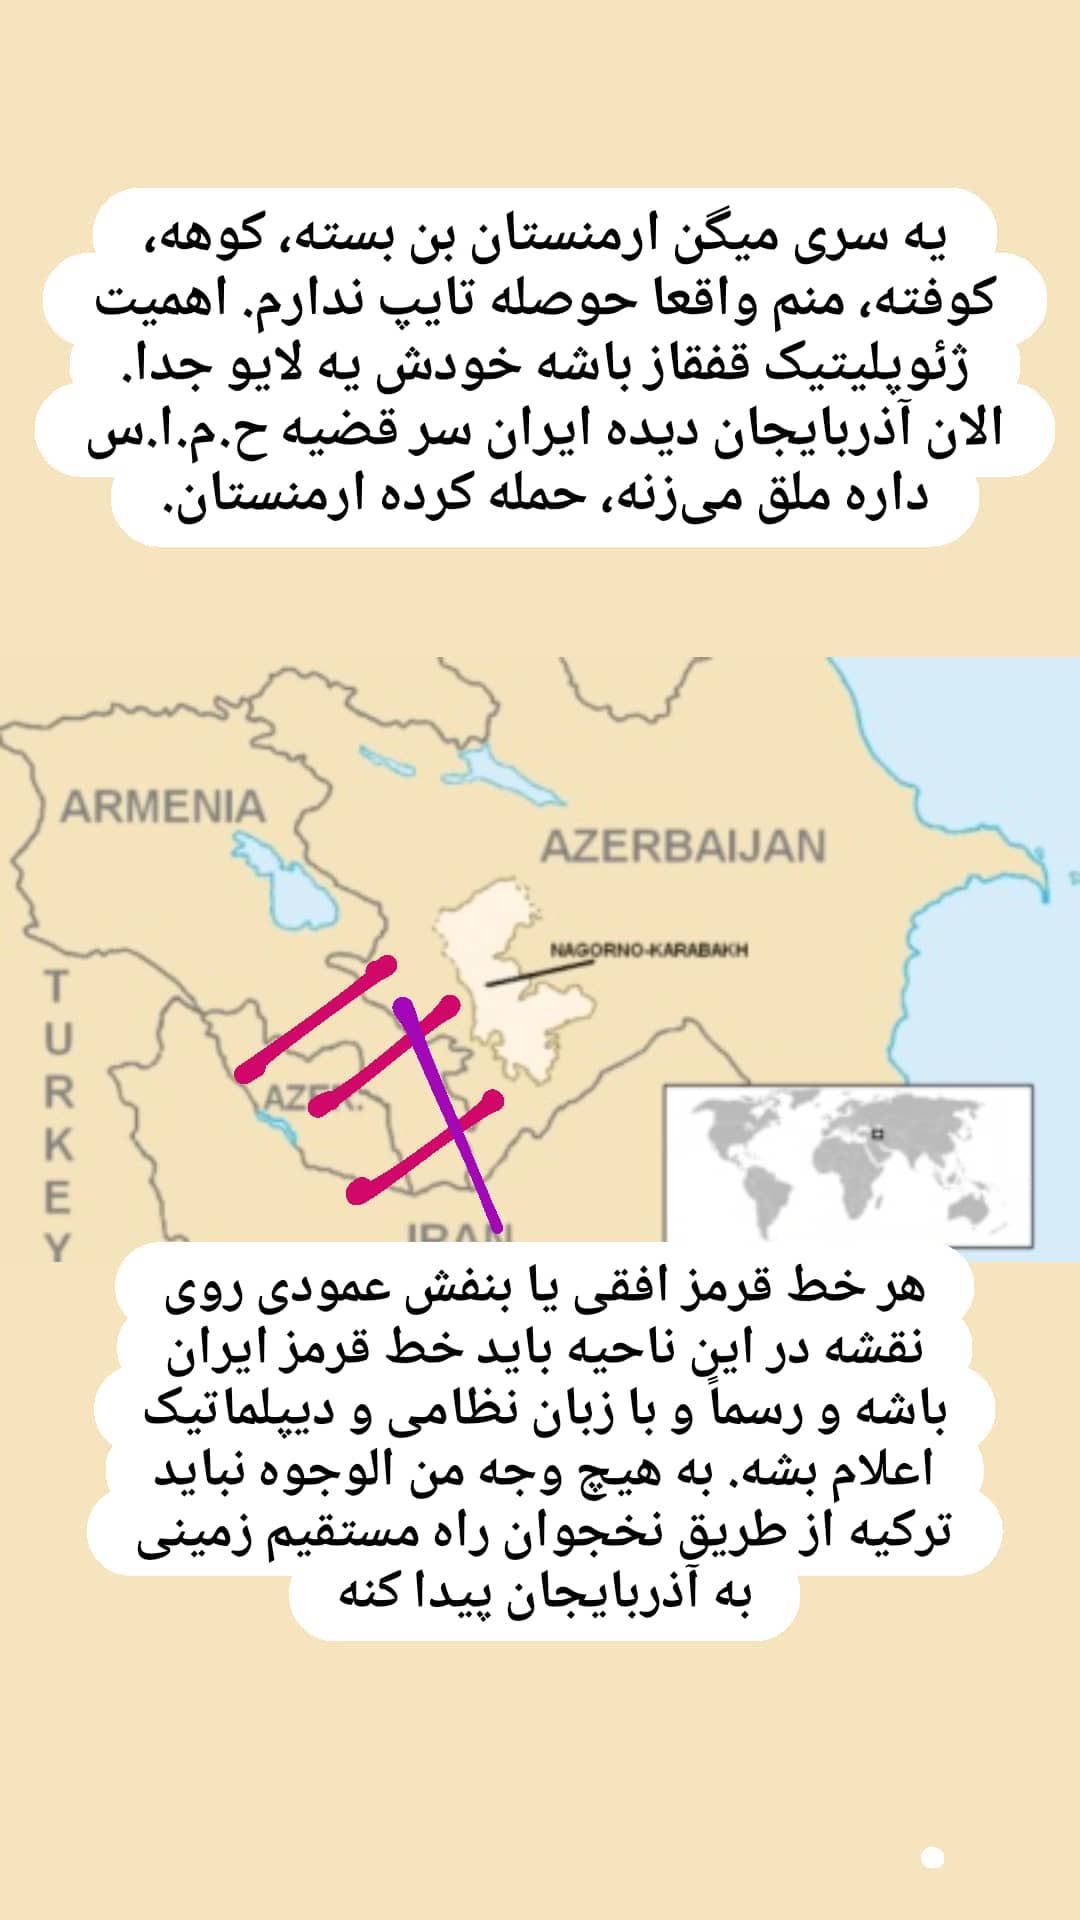 یه سری میگن ارمنستان بن بسته، کوهه،
کوفته، منم واقعا حوصله تایپ ندارم. اهمیت
ژئوپلیتیک قفقاز باشه خودش یه لایو جدا.
الان آذربایجان دیده ایران سر قضیه ح.م.ا.س
داره ملق می‌زنه، حمله کرده ارمنستان.
ARMENIA
AZERBAIJAN
NAGORNO-KARABAKH
TURKEY
AZER.
IRAN
هر خط قرمز افقی یا بنفش عمودی روی
نقشه در این ناحیه باید خط قرمز ایران
باشه و رسماً و با زبان نظامی و دیپلماتیک
اعلام بشه. به هیچ وجه من الوجوه نباید
ترکیه از طریق نخجوان راه مستقیم زمینی
به آذربایجان پیدا کنه